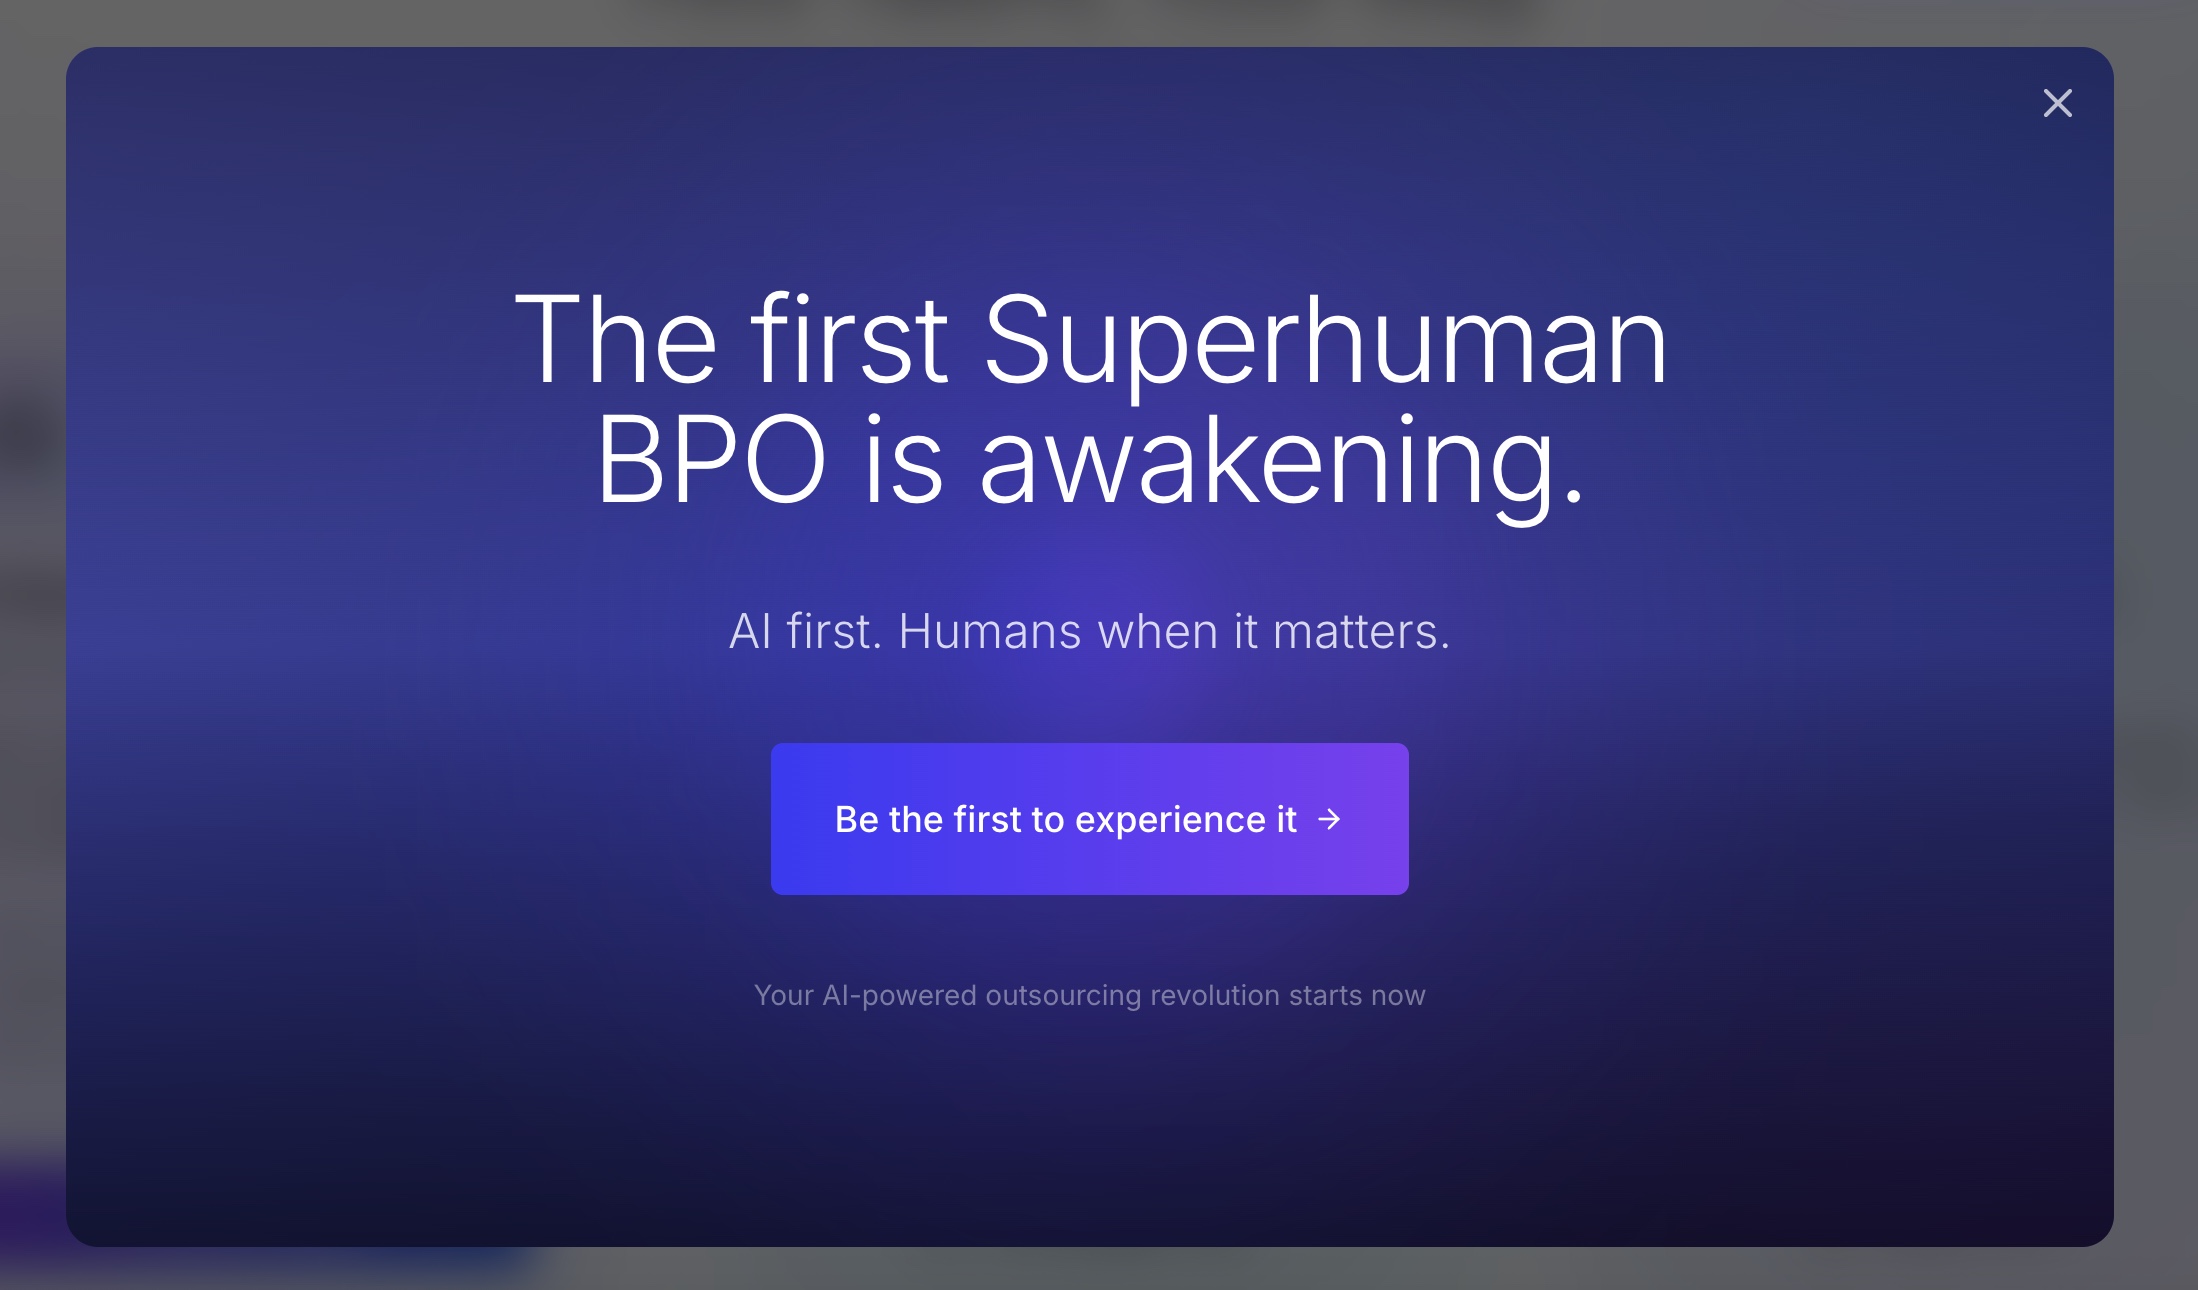 The first Superhuman
BPO is awakening.
AI first. Humans when it matters.
Be the first to experience it →
Your AI-powered outsourcing revolution starts now